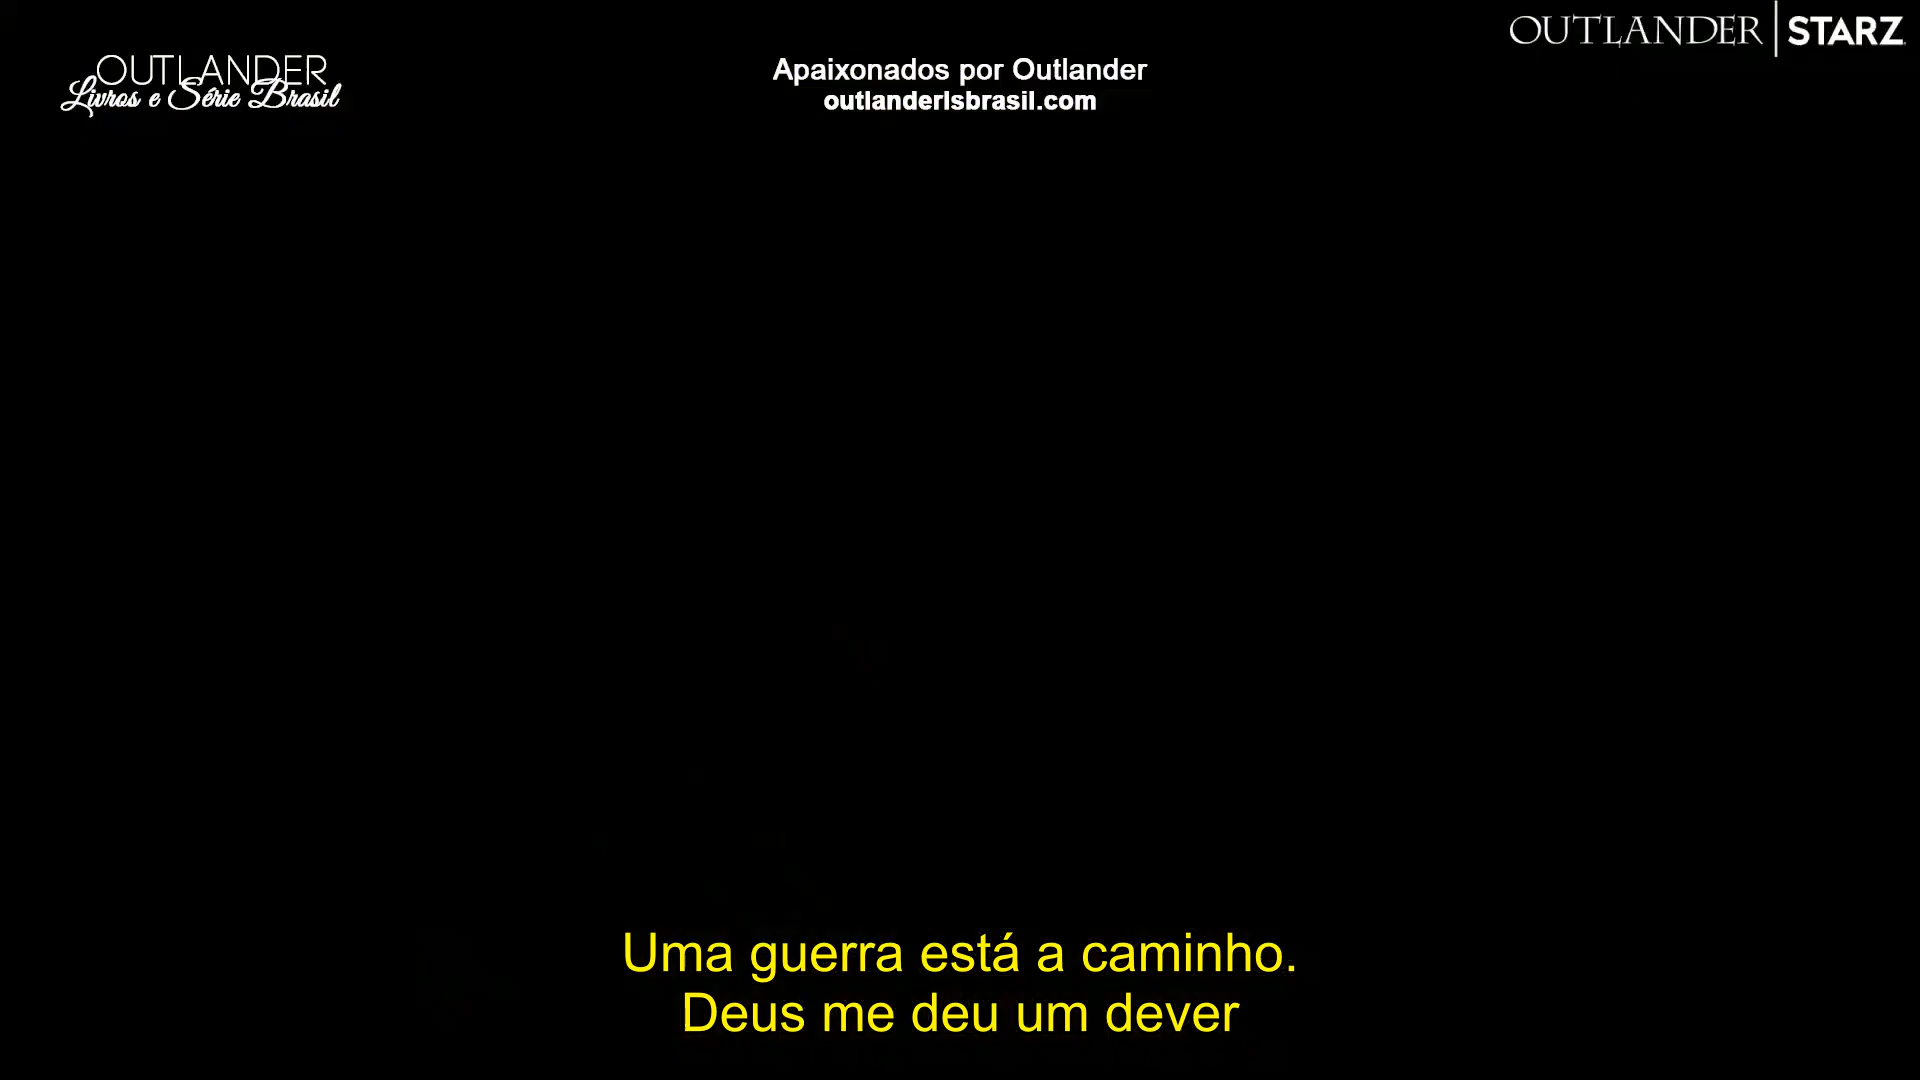 OUTLANDER
Livros e Série Brasil
Apaixonados por Outlander
outlanderlsbrasil.com
OUTLANDER | STARZ
Uma guerra está a caminho.
Deus me deu um dever